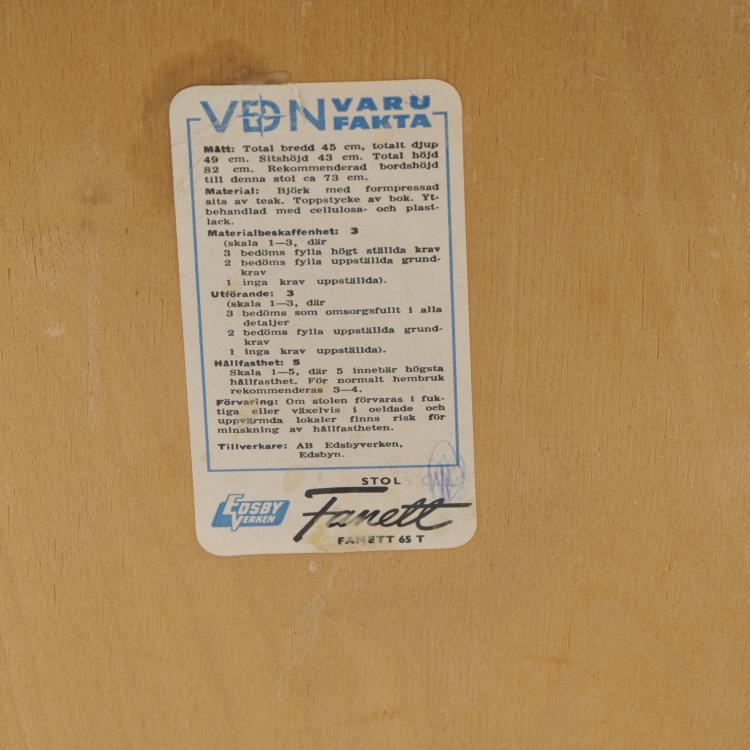 VDN VARU
FAKTA
Mått: Total bredd 45 cm, totalt djup
49 cm. Sitshöjd 43 cm. Total höjd
82 cm. Rekommenderad bordshöjd
till denna stol ca 73 cm.
Material: Björk med formpressad
sits av teak. Toppstycke av bok. Yt-
behandlad med cellulosa- och plast-
lack.
Materialbeskaffenhet: 3
(skala 1—3, där
3 bedöms fylla högt ställda krav
2 bedöms fylla uppställda grund-
krav
1 inga krav uppställda).
Utförande: 3
(skala 1—3, där
3 bedöms som omsorgsfullt i alla
detaljer
2 bedöms fylla uppställda grund-
krav
1 inga krav uppställda).
Hållfasthet: 5
Skala 1—5, där 5 innebär högsta
hållfasthet. För normalt hembruk
rekommenderas 3—4.
Förvaring: Om stolen förvaras i fuk-
tiga eller växelvis i oeldade och
uppvärmda lokaler finns risk för
minskning av hållfastheten.
Tillverkare: AB Edsbyverken,
Edsbyn.
STOL
EDSBY
VERKEN
Fanett
FANETT 65 T